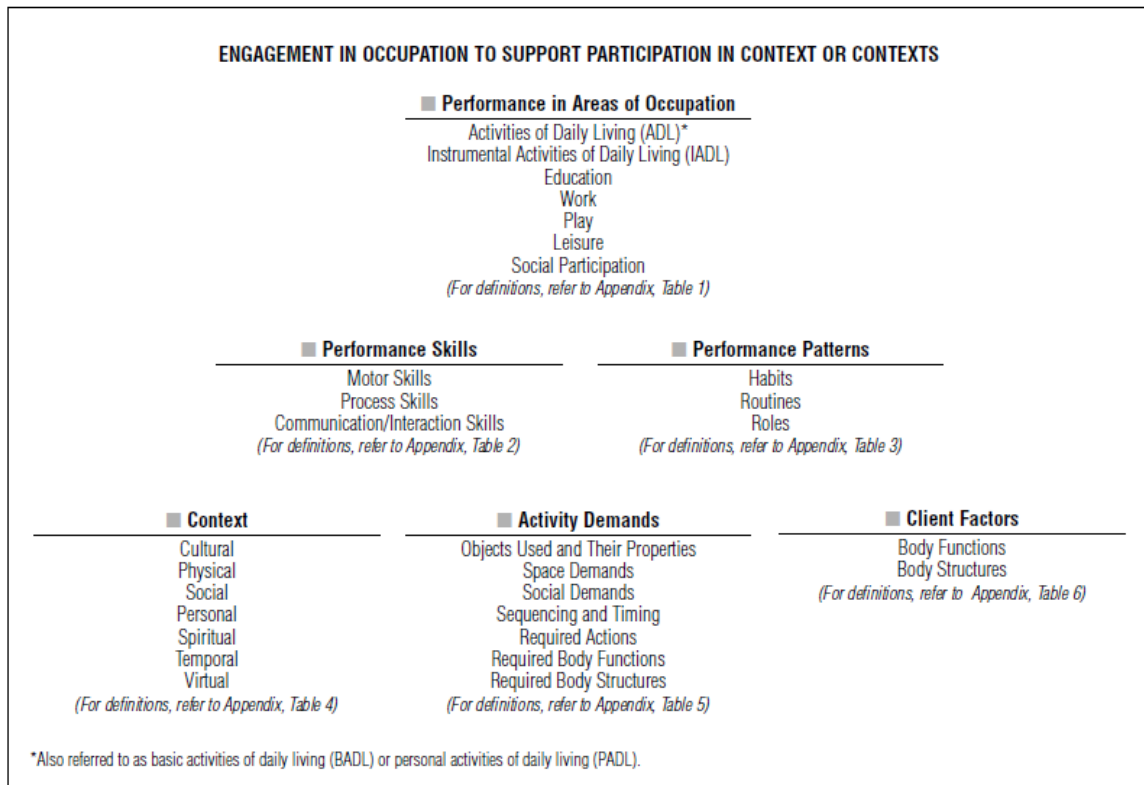 ENGAGEMENT IN OCCUPATION TO SUPPORT PARTICIPATION IN CONTEXT OR CONTEXTS
Performance in Areas of Occupation
Activities of Daily Living (ADL)*
Instrumental Activities of Daily Living (IADL)
Education
Work
Play
Leisure
Social Participation
(For definitions, refer to Appendix, Table 1)
Performance Skills
Motor Skills
Process Skills
Communication/Interaction Skills
(For definitions, refer to Appendix, Table 2)
Performance Patterns
Habits
Routines
Roles
(For definitions, refer to Appendix, Table 3)
Context
Cultural
Physical
Social
Personal
Spiritual
Temporal
Virtual
(For definitions, refer to Appendix, Table 4)
Activity Demands
Objects Used and Their Properties
Space Demands
Social Demands
Sequencing and Timing
Required Actions
Required Body Functions
Required Body Structures
(For definitions, refer to Appendix, Table 5)
Client Factors
Body Functions
Body Structures
(For definitions, refer to Appendix, Table 6)
*Also referred to as basic activities of daily living (BADL) or personal activities of daily living (PADL).